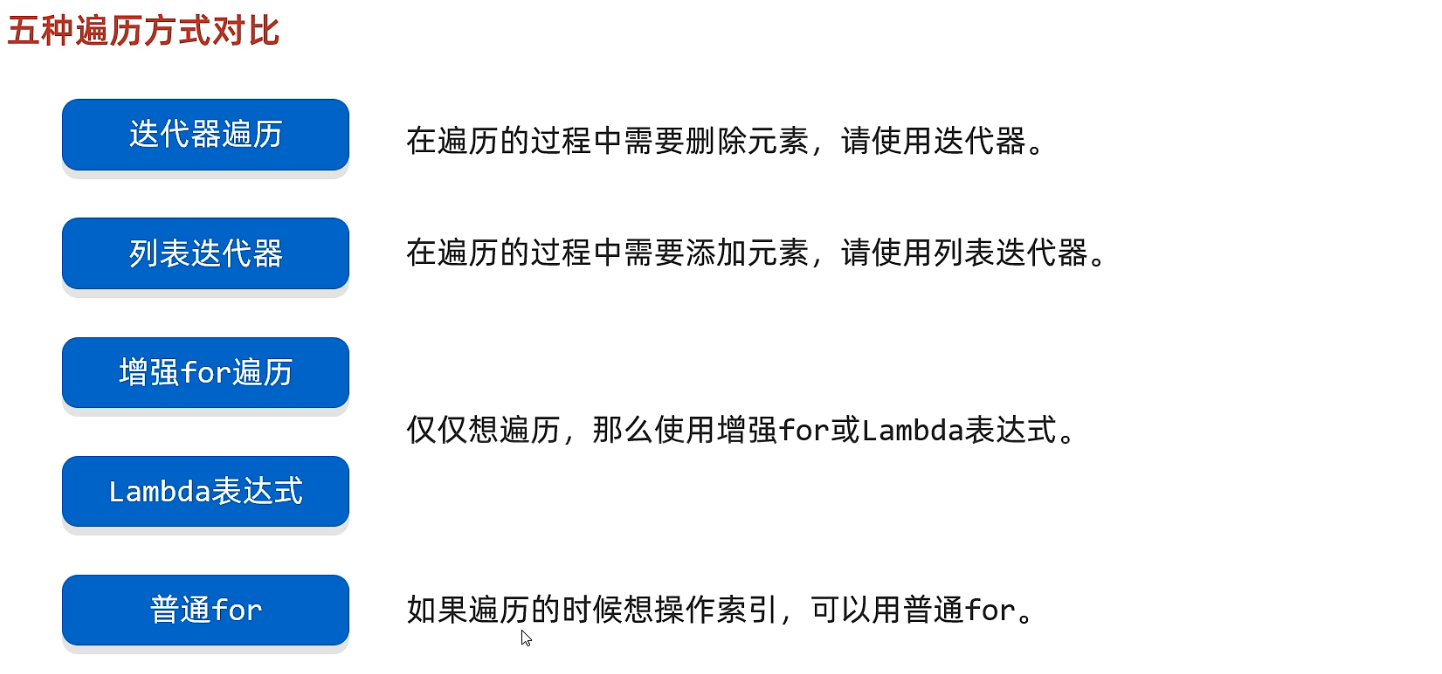 五种遍历方式对比
迭代器遍历
在遍历的过程中需要删除元素，请使用迭代器。
列表迭代器
在遍历的过程中需要添加元素，请使用列表迭代器。
增强for遍历
仅仅想遍历，那么使用增强for或Lambda表达式。
Lambda表达式
普通for
如果遍历的时候想操作索引，可以用普通for。